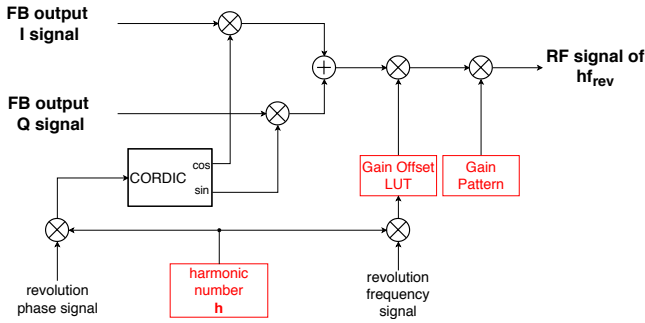 FB output
I signal
RF signal of
hf_rev
FB output
Q signal
cos
CORDIC
sin
Gain Offset
LUT
Gain
Pattern
revolution
phase signal
harmonic
number
h
revolution
frequency
signal